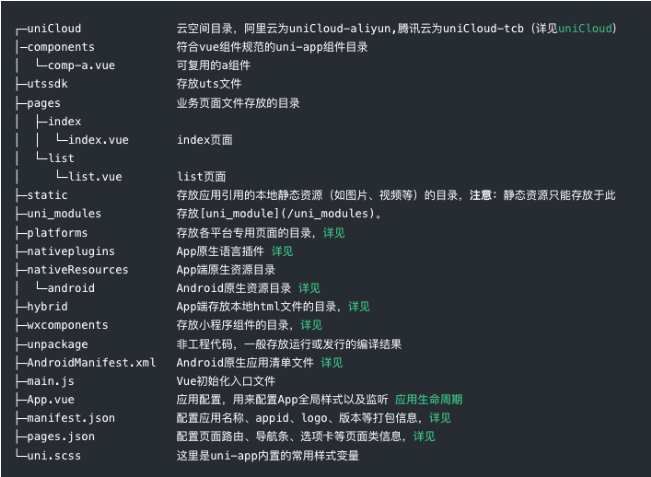 ┌─uniCloud 云空间目录，阿里云为uniCloud-aliyun,腾讯云为uniCloud-tcb（详见uniCloud）
│─components 符合vue组件规范的uni-app组件目录
│ └─comp-a.vue 可复用的a组件
├─utssdk 存放uts文件
├─pages 业务页面文件存放的目录
│ ├─index
│ │ └─index.vue index页面
│ └─list
│ └─list.vue list页面
├─static 存放应用引用的本地静态资源（如图片、视频等）的目录，注意：静态资源只能存放于此
├─uni_modules 存放[uni_module](/uni_modules)。
├─platforms 存放各平台专用页面的目录，详见
├─nativeplugins App原生语言插件 详见
├─nativeResources App端原生资源目录
│ └─android Android原生资源目录 详见
├─hybrid App端存放本地html文件的目录，详见
├─wxcomponents 存放小程序组件的目录，详见
├─unpackage 非工程代码，一般存放运行或发行的编译结果
├─AndroidManifest.xml Android原生应用清单文件 详见
├─main.js Vue初始化入口文件
├─App.vue 应用配置，用来配置App全局样式以及监听 应用生命周期
├─manifest.json 配置应用名称、appid、logo、版本等打包信息，详见
├─pages.json 配置页面路由、导航条、选项卡等页面类信息，详见
└─uni.scss 这里是uni-app内置的常用样式变量